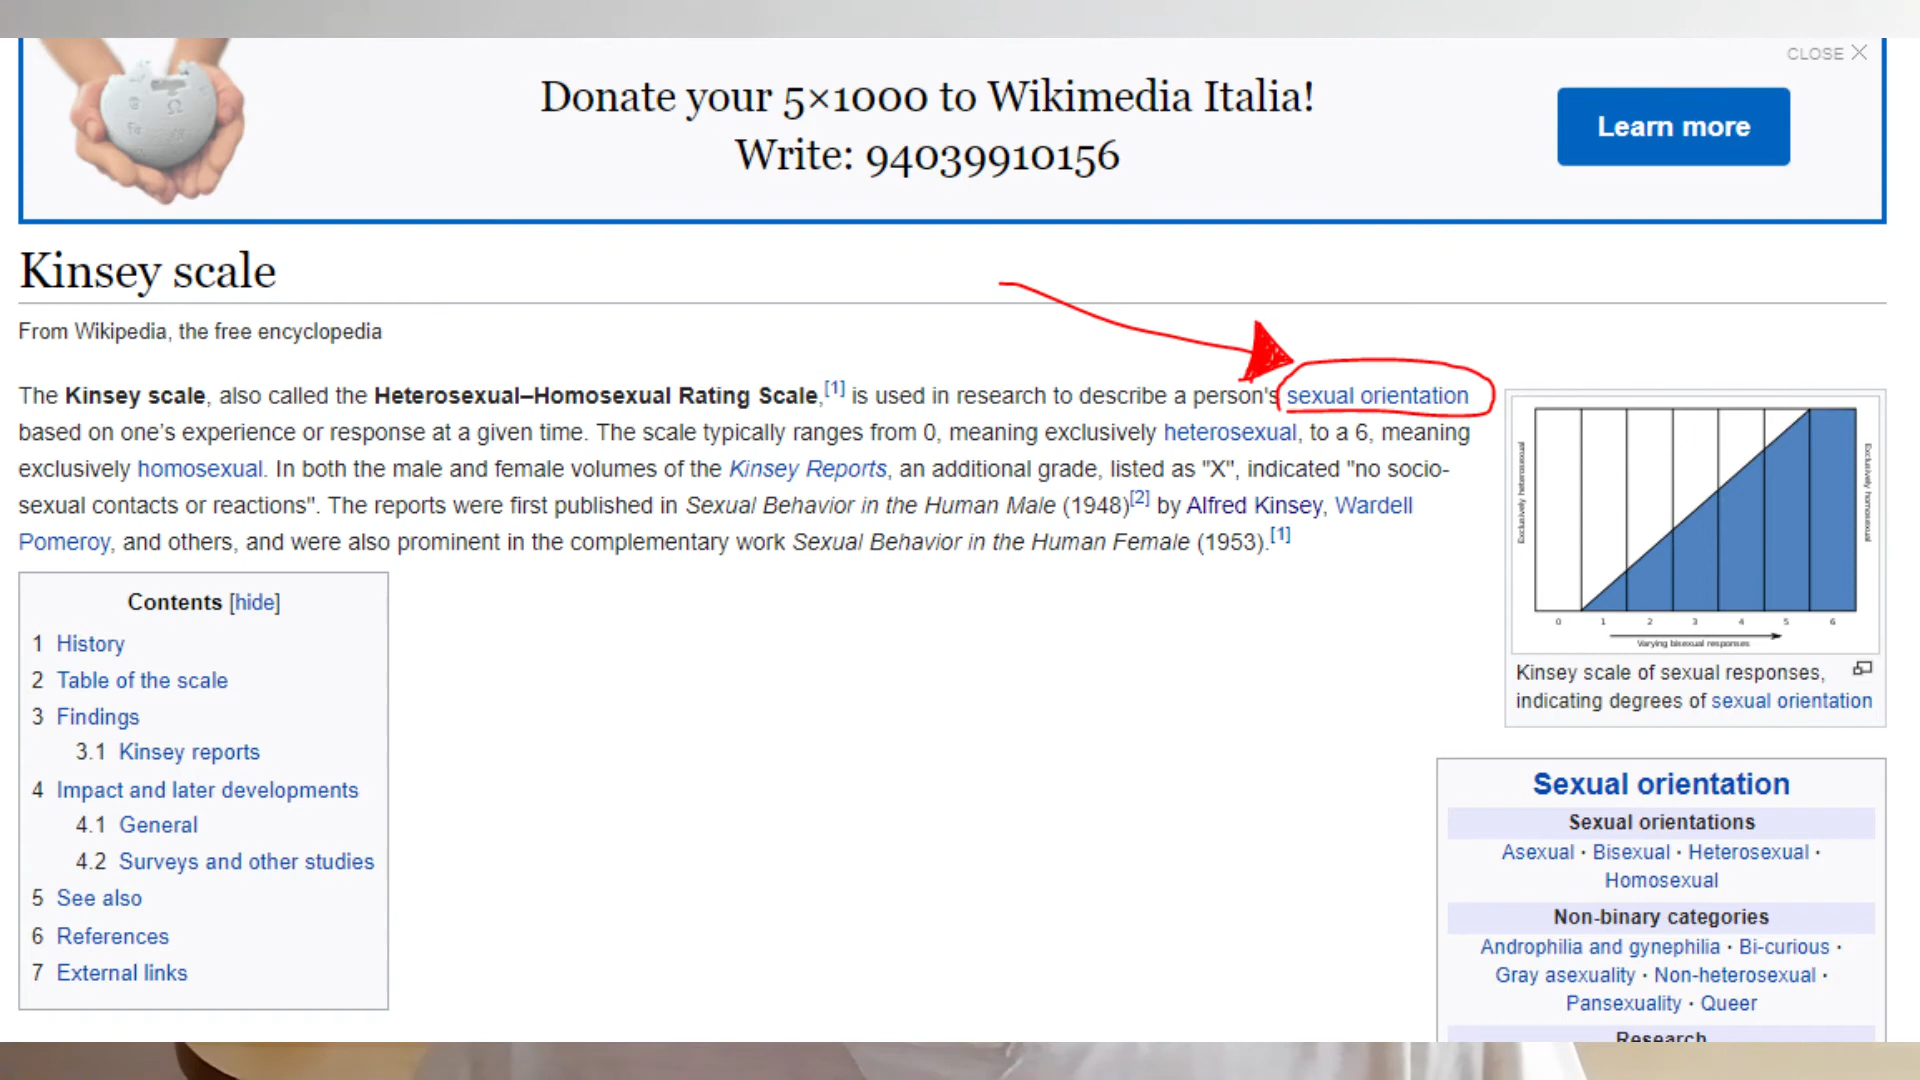 CLOSE
Donate your 5×1000 to Wikimedia Italia!
Write: 94039910156
Learn more
Kinsey scale
From Wikipedia, the free encyclopedia
The Kinsey scale, also called the Heterosexual–Homosexual Rating Scale,[1] is used in research to describe a person's sexual orientation
based on one’s experience or response at a given time. The scale typically ranges from 0, meaning exclusively heterosexual, to a 6, meaning
exclusively homosexual. In both the male and female volumes of the Kinsey Reports, an additional grade, listed as "X", indicated "no socio-
sexual contacts or reactions". The reports were first published in Sexual Behavior in the Human Male (1948)[2] by Alfred Kinsey, Wardell
Pomeroy, and others, and were also prominent in the complementary work Sexual Behavior in the Human Female (1953).[1]
Contents [hide]
1 History
2 Table of the scale
3 Findings
3.1 Kinsey reports
4 Impact and later developments
4.1 General
4.2 Surveys and other studies
5 See also
6 References
7 External links
Exclusively heterosexual
Exclusively homosexual
0 1 2 3 4 5 6
Varying bisexual responses
Kinsey scale of sexual responses,
indicating degrees of sexual orientation
Sexual orientation
Sexual orientations
Asexual · Bisexual · Heterosexual ·
Homosexual
Non-binary categories
Androphilia and gynephilia · Bi-curious ·
Gray asexuality · Non-heterosexual ·
Pansexuality · Queer
Research